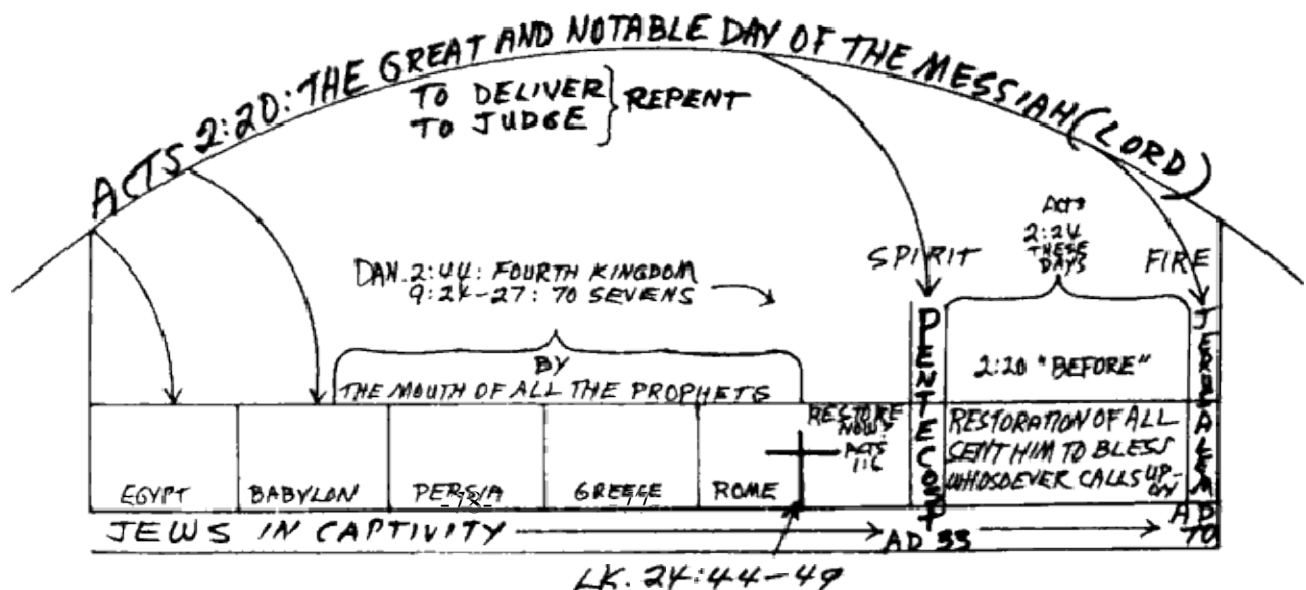 ACTS 2:20: THE GREAT AND NOTABLE DAY OF THE MESSIAH (LORD)
TO DELIVER
TO JUDGE
REPENT
ACTS
2:24
THESE
DAYS
SPIRIT
FIRE
DAN. 2:44: FOURTH KINGDOM
9:24-27: 70 SEVENS
BY
THE MOUTH OF ALL THE PROPHETS
PENTECOST
2:20 "BEFORE"
JERUSALEM
RESTORE
NOW?
ACTS
1:6
RESTORATION OF ALL
SENT HIM TO BLESS
WHOSOEVER CALLS UP-
ON
EGYPT
BABYLON
PERSIA
GREECE
ROME
JEWS IN CAPTIVITY
AD 33
AD
70
LK. 24:44-49